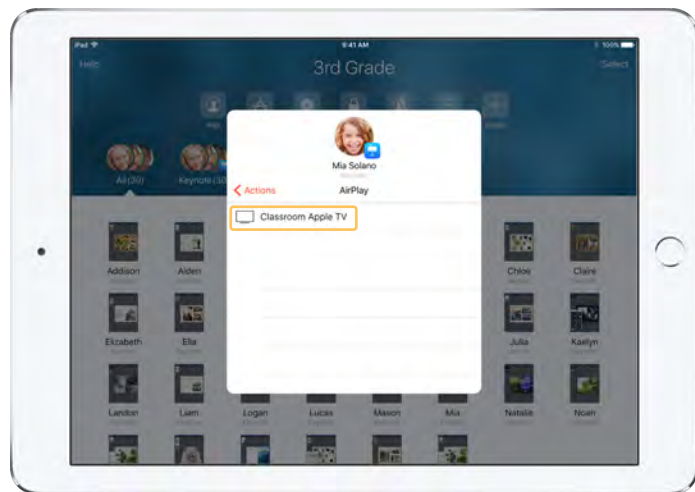 iPad 9:41 AM 100%
Help 3rd Grade Select
All (30) Keynote (30
Mia Solano
Actions AirPlay
Classroom Apple TV
Addison Aiden Chloe Claire
Elizabeth Ella Julia Kaelyn
Landon Liam Logan Lucas Mason Mia Natalie Noah